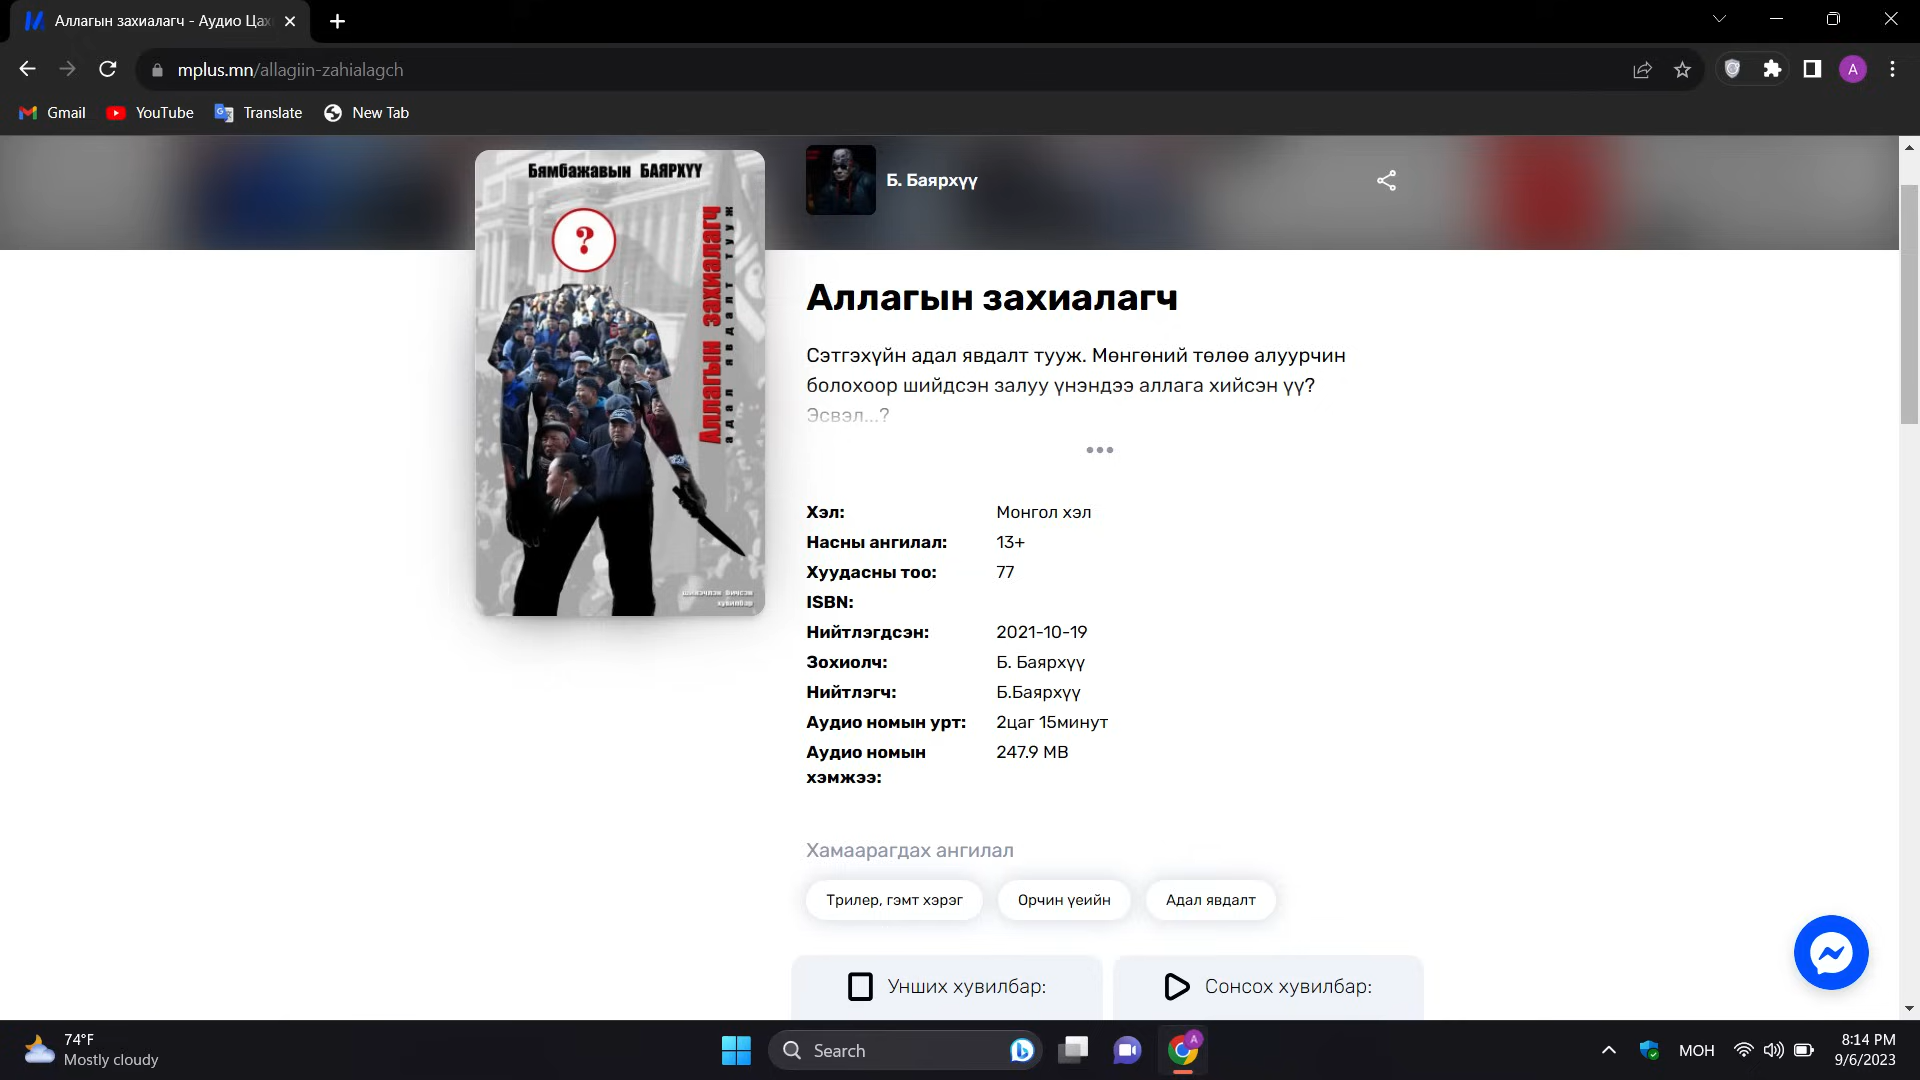 Аллагын захиалагч - Аудио Цах
mplus.mn/allagiin-zahialagch
A
Gmail
YouTube
Translate
New Tab
Бямбажавын БАЯРХҮҮ
?
Аллагын захиалагч
адал явдалт тууж
хувилбар
Б. Баярхүү
Аллагын захиалагч
Сэтгэхүйн адал явдалт тууж. Мөнгөний төлөө алуурчин
болохоор шийдсэн залуу үнэндээ аллага хийсэн үү?
Эсвэл...?
Хэл: Монгол хэл
Насны ангилал: 13+
Хуудасны тоо: 77
ISBN:
Нийтлэгдсэн: 2021-10-19
Зохиолч: Б. Баярхүү
Нийтлэгч: Б.Баярхүү
Аудио номын урт: 2цаг 15минут
Аудио номын 247.9 MB
хэмжээ:
Хамаарагдах ангилал
Трилер, гэмт хэрэг
Орчин үеийн
Адал явдалт
Унших хувилбар:
Сонсох хувилбар:
74°F
Mostly cloudy
Search
A
МОН
8:14 PM
9/6/2023